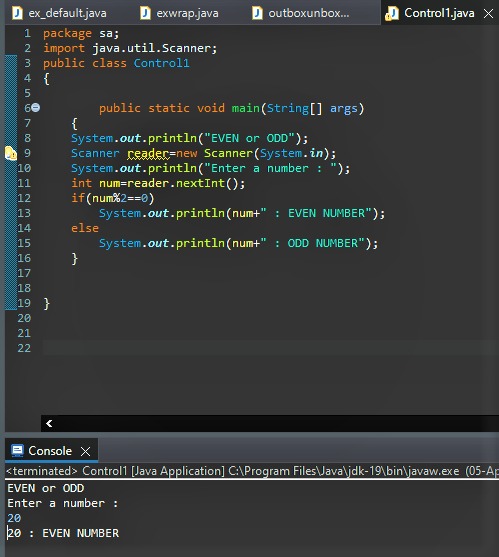 ex_default.java exwrap.java outboxunbox... Control1.java
1 package sa;
2 import java.util.Scanner;
3 public class Control1
4 {
5
6 public static void main(String[] args)
7 {
8 System.out.println("EVEN or ODD");
9 Scanner reader=new Scanner(System.in);
10 System.out.println("Enter a number : ");
11 int num=reader.nextInt();
12 if(num%2==0)
13 System.out.println(num+" : EVEN NUMBER");
14 else
15 System.out.println(num+" : ODD NUMBER");
16 }
17
18
19 }
20
21
22
Console
<terminated> Control1 [Java Application] C:\Program Files\Java\jdk-19\bin\javaw.exe (05-Ap
EVEN or ODD
Enter a number :
20
20 : EVEN NUMBER